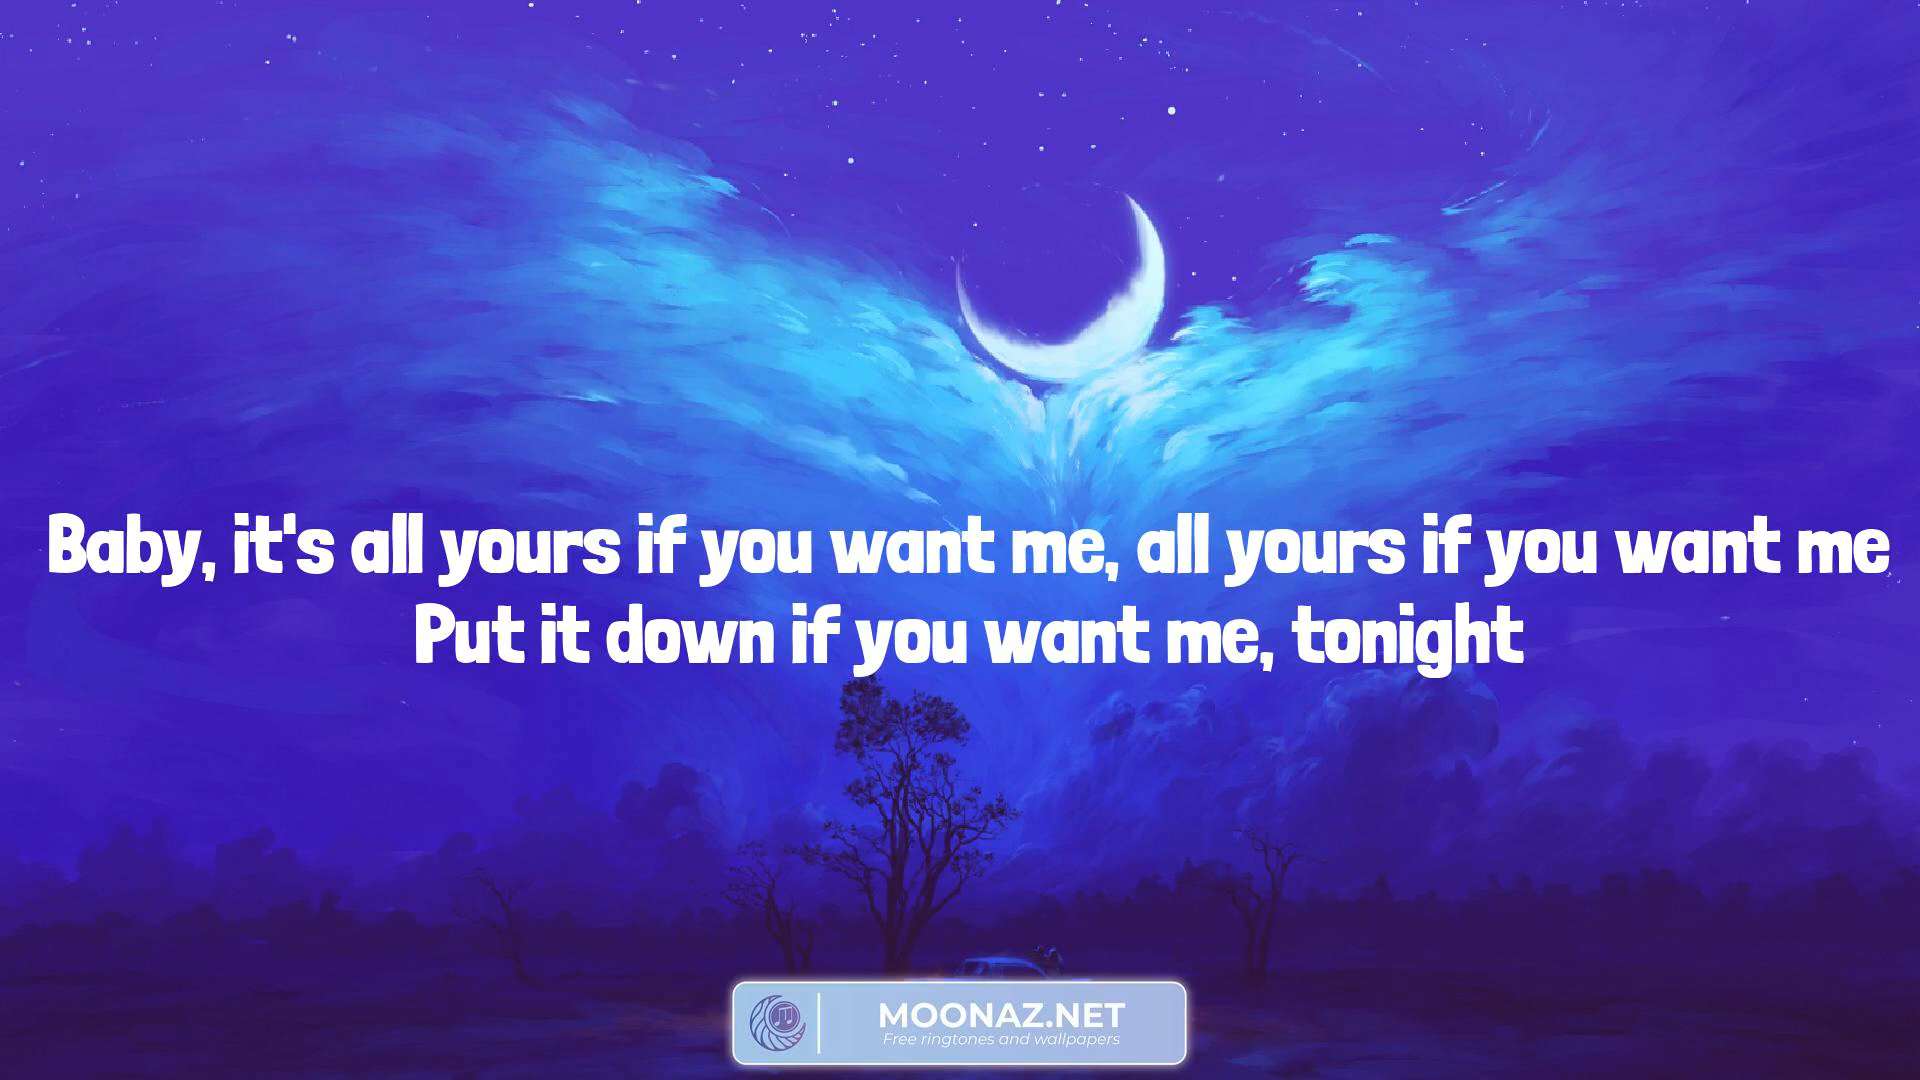 Baby, it's all yours if you want me, all yours if you want me
Put it down if you want me, tonight
MOONAZ.NET
Free ringtones and wallpapers